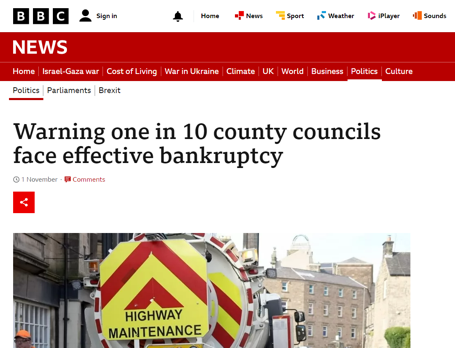 BBC Sign in Home News Sport Weather iPlayer Sounds
NEWS
Home Israel-Gaza war Cost of Living War in Ukraine Climate UK World Business Politics Culture
Politics Parliaments Brexit
Warning one in 10 county councils
face effective bankruptcy
1 November - Comments
HIGHWAY
MAINTENANCE